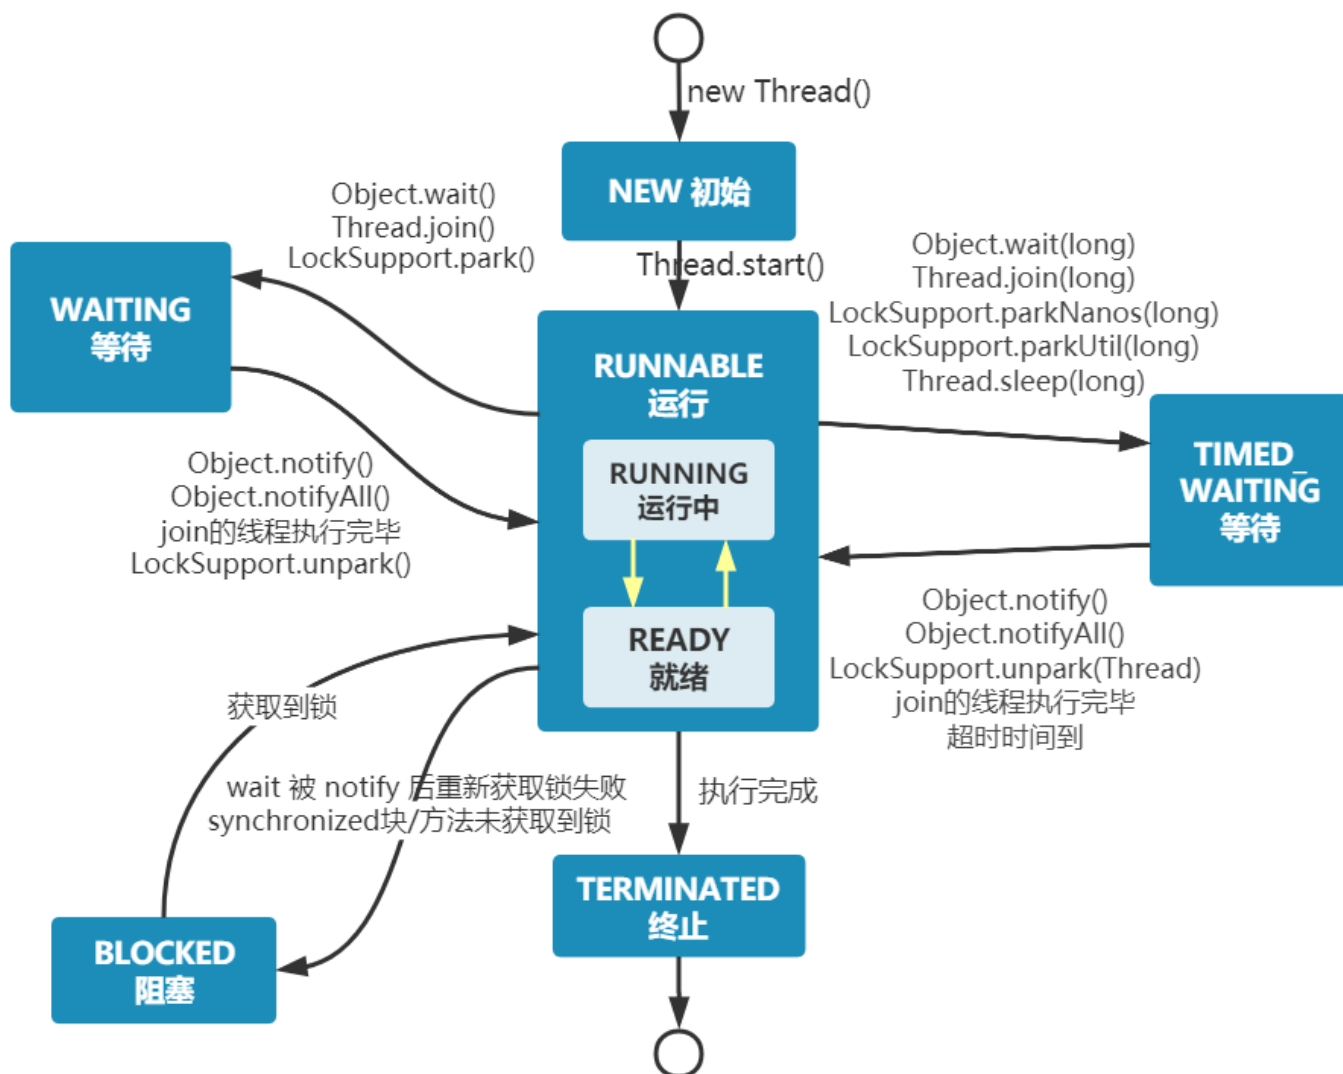 new Thread()
NEW 初始
Object.wait()
Thread.join()
LockSupport.park()
Thread.start()
Object.wait(long)
Thread.join(long)
LockSupport.parkNanos(long)
LockSupport.parkUtil(long)
Thread.sleep(long)
WAITING
等待
RUNNABLE
运行
RUNNING
运行中
READY
就绪
TIMED_
WAITING
等待
Object.notify()
Object.notifyAll()
join的线程执行完毕
LockSupport.unpark()
Object.notify()
Object.notifyAll()
LockSupport.unpark(Thread)
join的线程执行完毕
超时时间到
获取到锁
wait 被 notify 后重新获取锁失败
synchronized块/方法未获取到锁
执行完成
TERMINATED
终止
BLOCKED
阻塞